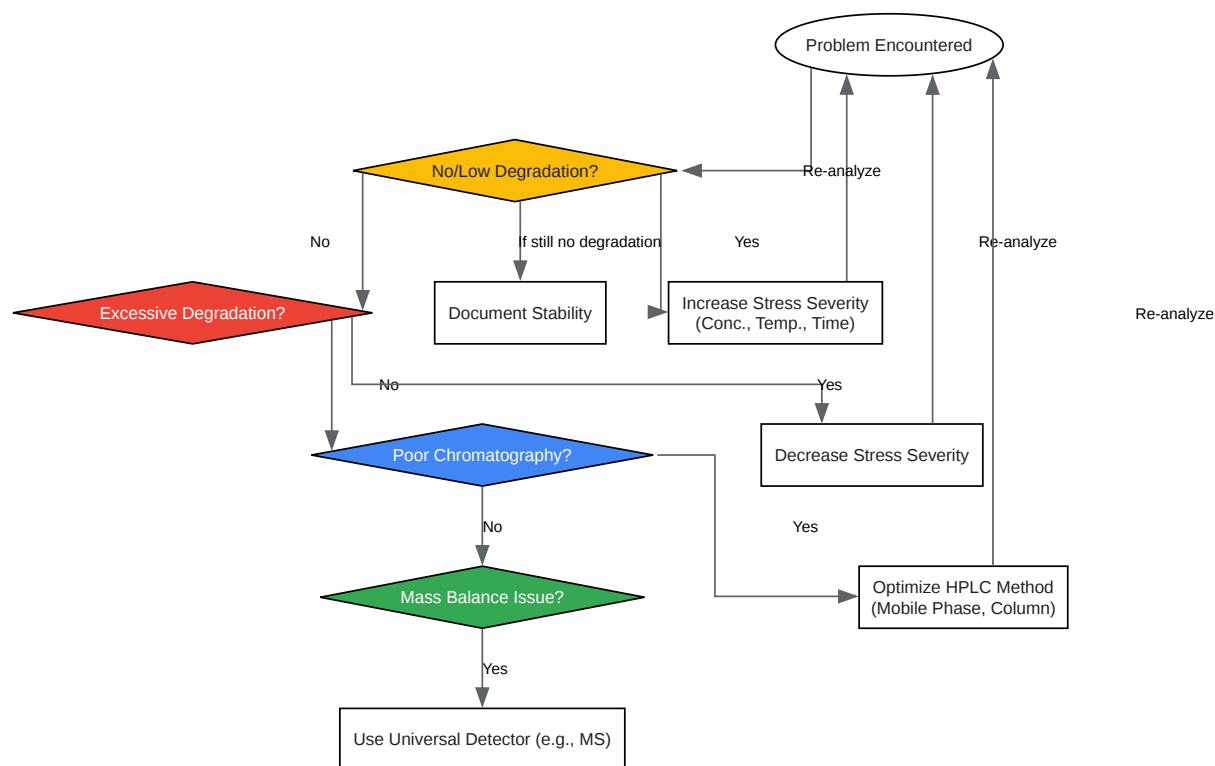 Problem Encountered
No/Low Degradation?
Re-analyze
No
If still no degradation
Yes
Re-analyze
Excessive Degradation?
Document Stability
Increase Stress Severity
(Conc., Temp., Time)
Re-analyze
No
Yes
Poor Chromatography?
Decrease Stress Severity
No
Yes
Mass Balance Issue?
Optimize HPLC Method
(Mobile Phase, Column)
Yes
Use Universal Detector (e.g., MS)